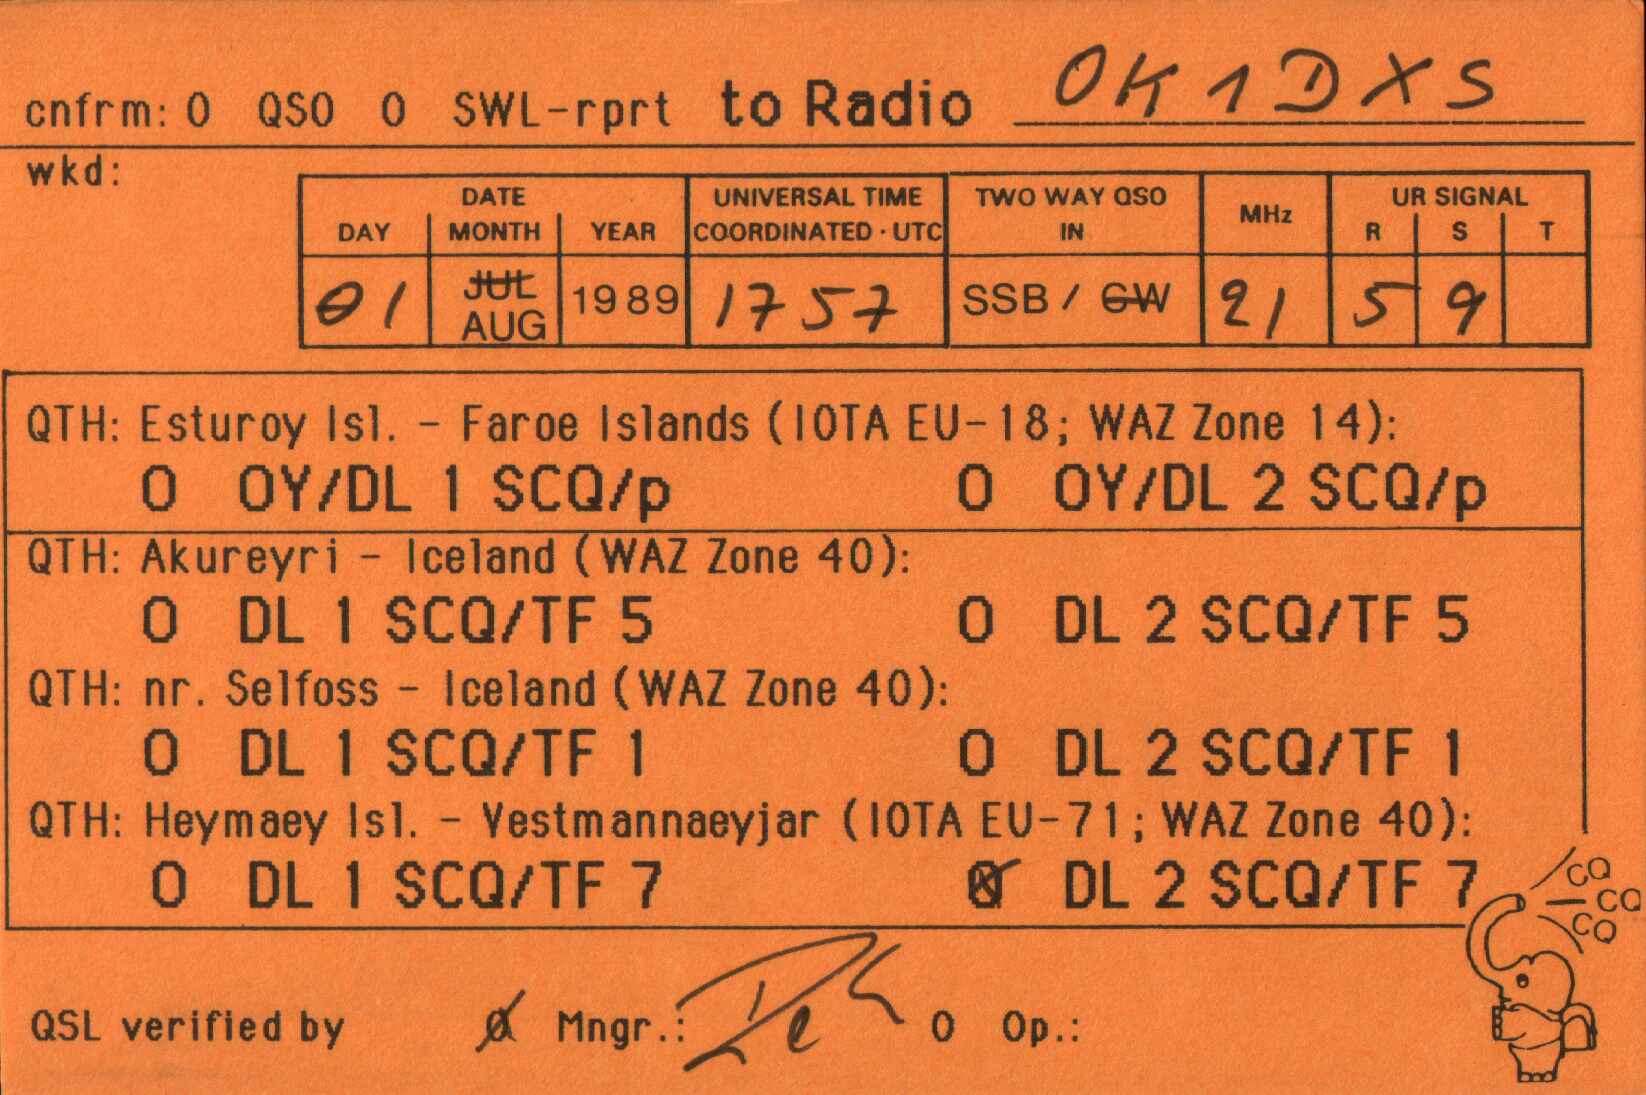 cnfrm: O QSO O SWL-rprt to Radio OK1DXS
wkd:
DATE UNIVERSAL TIME TWO WAY QSO MHz UR SIGNAL
DAY MONTH YEAR COORDINATED · UTC IN R S T
JUL
01 AUG 1989 1757 SSB / CW 21 5 9
QTH: Esturoy Isl. - Faroe Islands (IOTA EU-18; WAZ Zone 14):
O OY/DL 1 SCQ/p O OY/DL 2 SCQ/p
QTH: Akureyri - Iceland (WAZ Zone 40):
O DL 1 SCQ/TF 5 O DL 2 SCQ/TF 5
QTH: nr. Selfoss - Iceland (WAZ Zone 40):
O DL 1 SCQ/TF 1 O DL 2 SCQ/TF 1
QTH: Heymaey Isl. - Vestmannaeyjar (IOTA EU-71; WAZ Zone 40):
O DL 1 SCQ/TF 7 O DL 2 SCQ/TF 7
CQ
CQ
CQ
QSL verified by O Mngr.: O Op.: